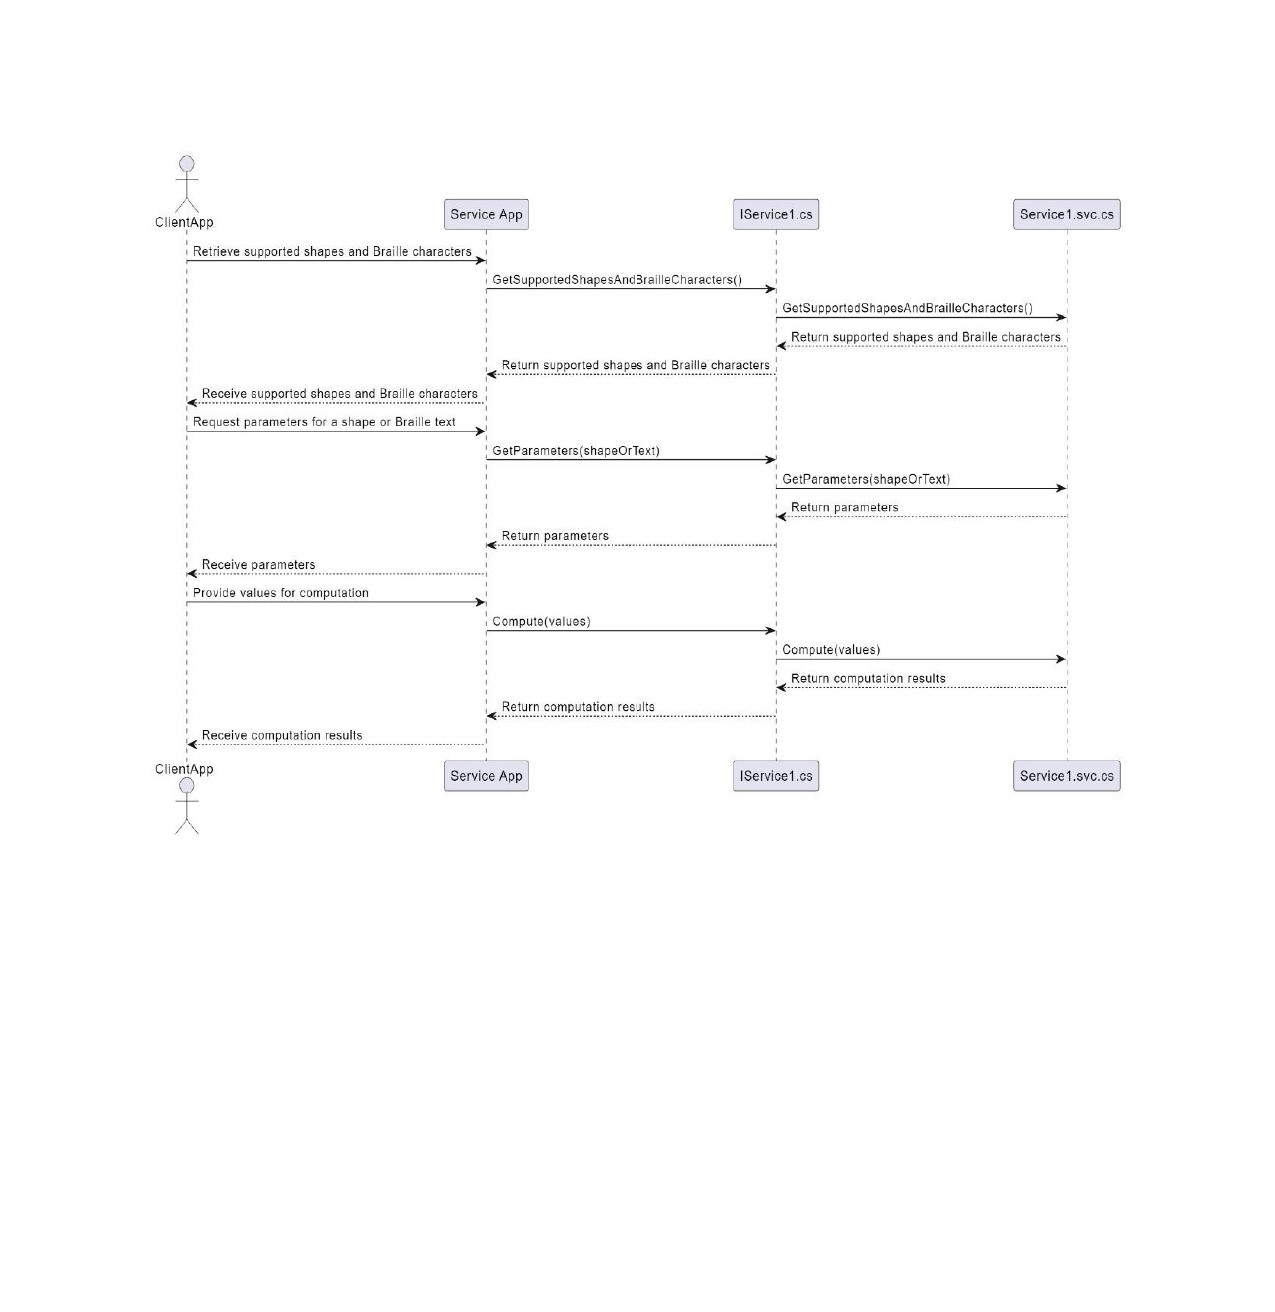 ClientApp
Service App
IService1.cs
Service1.svc.cs
Retrieve supported shapes and Braille characters
GetSupportedShapesAndBrailleCharacters()
GetSupportedShapesAndBrailleCharacters()
Return supported shapes and Braille characters
Return supported shapes and Braille characters
Receive supported shapes and Braille characters
Request parameters for a shape or Braille text
GetParameters(shapeOrText)
GetParameters(shapeOrText)
Return parameters
Return parameters
Receive parameters
Provide values for computation
Compute(values)
Compute(values)
Return computation results
Return computation results
Receive computation results
ClientApp
Service App
IService1.cs
Service1.svc.cs